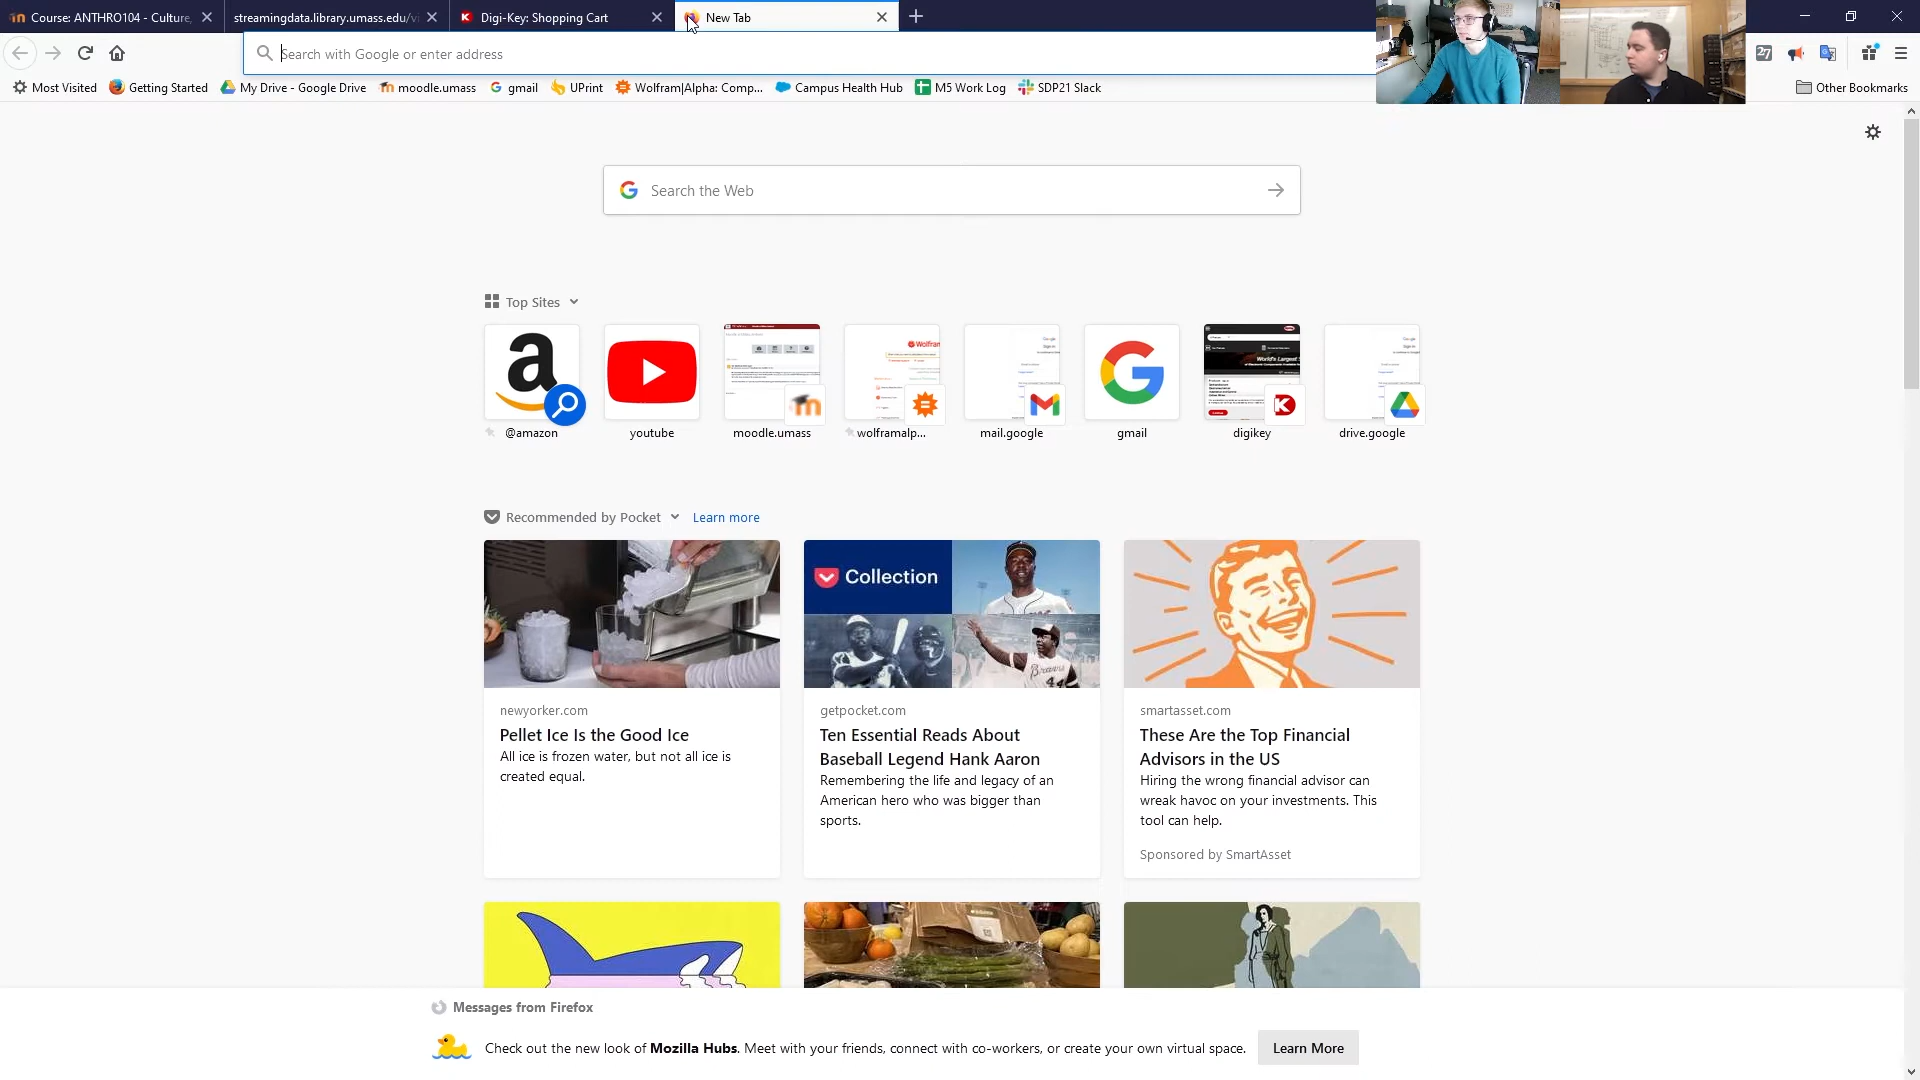 Course: ANTHRO104 - Culture,
streamingdata.library.umass.edu/vi
Digi-Key: Shopping Cart
New Tab
Search with Google or enter address
27
Most Visited
Getting Started
My Drive - Google Drive
moodle.umass
gmail
UPrint
Wolfram|Alpha: Comp...
Campus Health Hub
M5 Work Log
SDP21 Slack
Other Bookmarks
Search the Web
Top Sites
@amazon
youtube
moodle.umass
wolframalp...
mail.google
gmail
digikey
drive.google
Recommended by Pocket
Learn more
Collection
Braves
44
newyorker.com
Pellet Ice Is the Good Ice
All ice is frozen water, but not all ice is
created equal.
getpocket.com
Ten Essential Reads About
Baseball Legend Hank Aaron
Remembering the life and legacy of an
American hero who was bigger than
sports.
smartasset.com
These Are the Top Financial
Advisors in the US
Hiring the wrong financial advisor can
wreak havoc on your investments. This
tool can help.
Sponsored by SmartAsset
Messages from Firefox
Check out the new look of Mozilla Hubs. Meet with your friends, connect with co-workers, or create your own virtual space.
Learn More